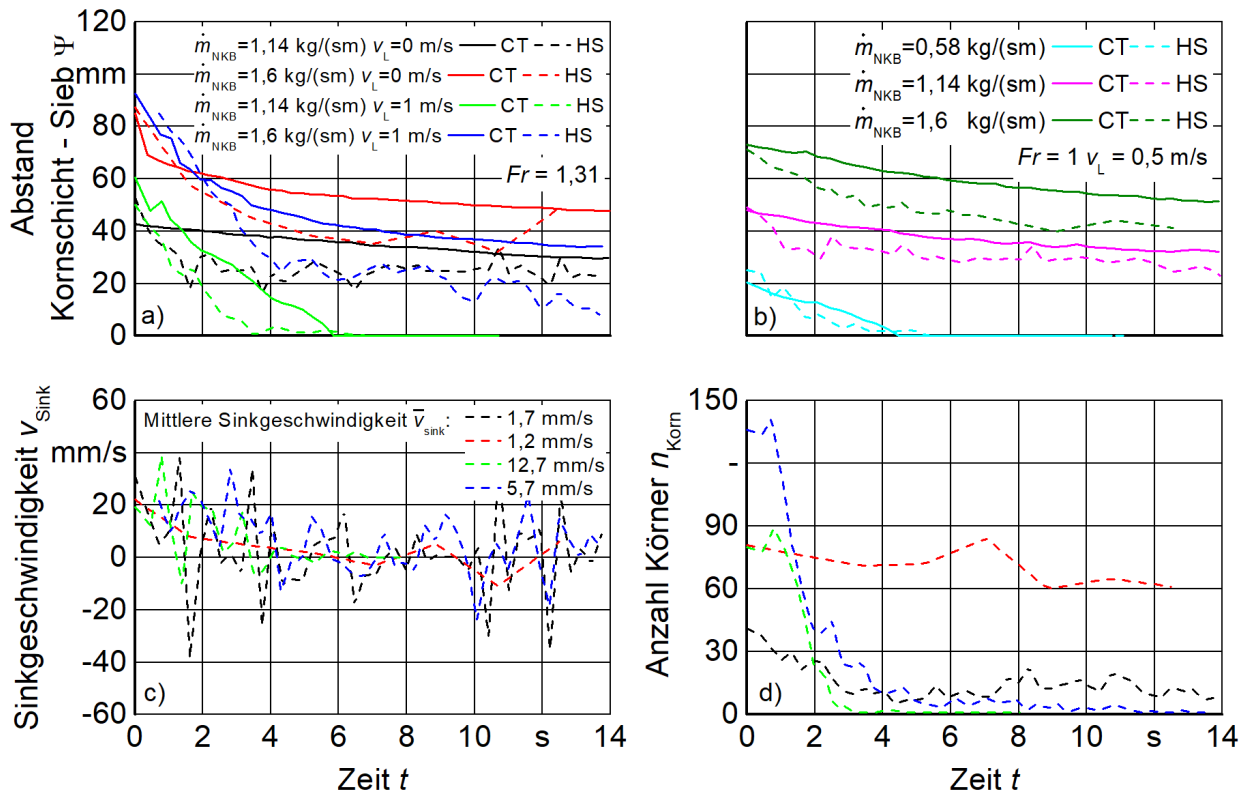 Abstand
Kornschicht - Sieb Ψ
120
mm
80
60
40
20
0
ṁNKB=1,14 kg/(sm) vL=0 m/s CT HS
ṁNKB=1,6 kg/(sm) vL=0 m/s CT HS
ṁNKB=1,14 kg/(sm) vL=1 m/s CT HS
ṁNKB=1,6 kg/(sm) vL=1 m/s CT HS
Fr = 1,31
a)
ṁNKB=0,58 kg/(sm) CT HS
ṁNKB=1,14 kg/(sm) CT HS
ṁNKB=1,6 kg/(sm) CT HS
Fr = 1 vL = 0,5 m/s
b)
Sinkgeschwindigkeit vSink
60
mm/s
20
0
-20
-40
-60
Mittlere Sinkgeschwindigkeit v̅sink:
1,7 mm/s
1,2 mm/s
12,7 mm/s
5,7 mm/s
c)
0 2 4 6 8 10 s 14
Zeit t
Anzahl Körner nKorn
150
-
90
60
30
0
d)
0 2 4 6 8 10 s 14
Zeit t